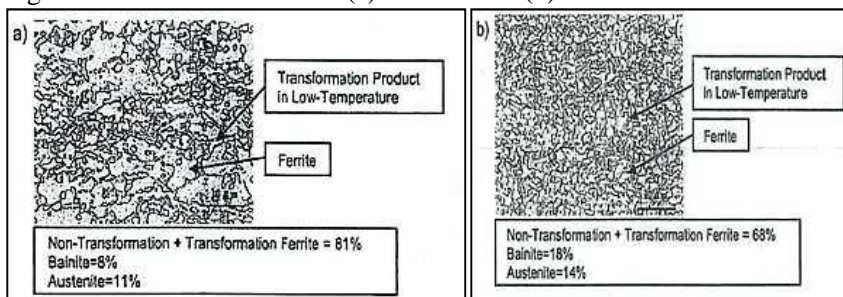 a)
Transformation Product
in Low-Temperature
Ferrite
Non-Transformation + Transformation Ferrite = 81%
Bainite=8%
Austenite=11%
b)
Transformation Product
in Low-Temperature
Ferrite
Non-Transformation + Transformation Ferrite = 68%
Bainite=18%
Austenite=14%